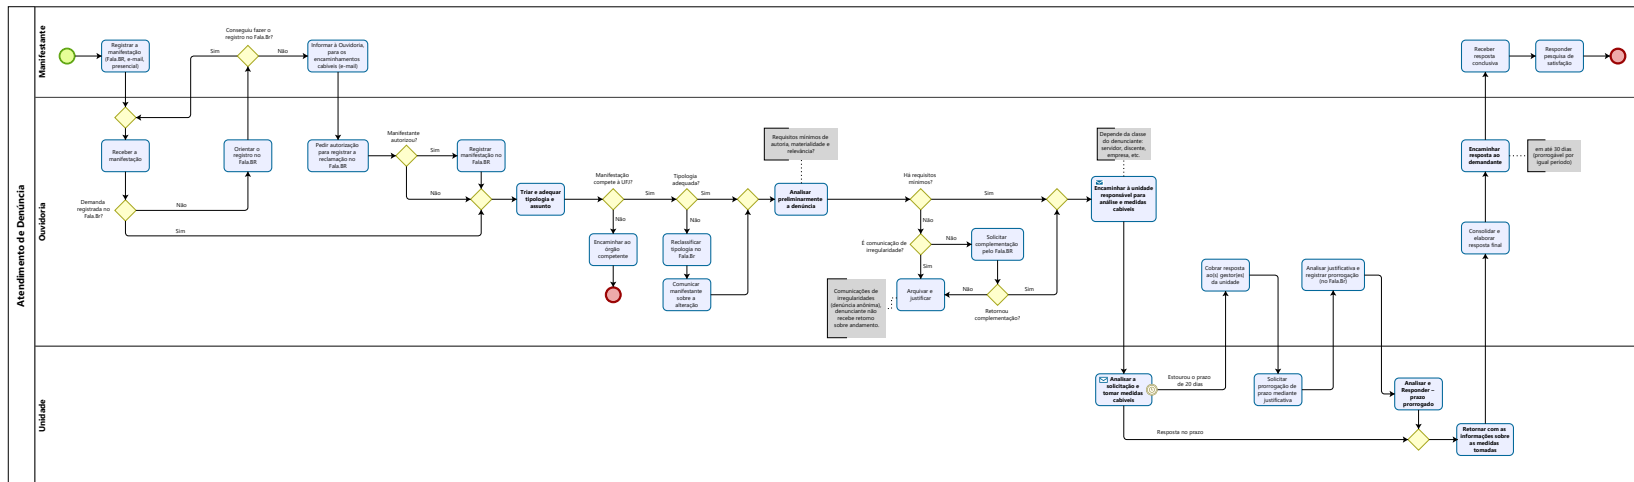 Atendimento de Denúncia
Manifestante
Registrar a
manifestação
(Fala.BR, e-mail,
presencial)
Conseguiu fazer o
registro no Fala.Br?
Sim
Não
Informar à Ouvidoria,
para os
encaminhamentos
cabíveis (e-mail)
Receber
resposta
conclusiva
Responder
pesquisa de
satisfação
Ouvidoria
Receber a
manifestação
Demanda
registrada no
Fala.Br?
Não
Sim
Orientar o
registro no
Fala.BR
Pedir autorização
para registrar a
reclamação no
Fala.BR
Manifestante
autorizou?
Sim
Não
Registrar
manifestação no
Fala.BR
Triar e adequar
tipologia e
assunto
Manifestação
compete à UFJ?
Sim
Não
Encaminhar ao
órgão
competente
Tipologia
adequada?
Sim
Não
Reclassificar
tipologia no
Fala.Br
Comunicar
manifestante
sobre a
alteração
Requisitos mínimos de
autoria, materialidade e
relevância?
Analisar
preliminarmente
a denúncia
Há requisitos
mínimos?
Sim
Não
É comunicação de
irregularidade?
Não
Sim
Solicitar
complementação
pelo Fala.BR
Arquivar e
justificar
Não
Sim
Retornou
complementação?
Comunicações de
irregularidades
(denúncia anônima),
denunciante não
recebe retorno
sobre andamento.
Depende da classe
do denunciante:
servidor, discente,
empresa, etc.
Encaminhar à unidade
responsável para
análise e medidas
cabíveis
Cobrar resposta
ao(s) gestor(es)
da unidade
Analisar justificativa e
registrar prorrogação
(no Fala.Br)
Encaminhar
resposta ao
demandante
em até 30 dias
(prorrogável por
igual período)
Consolidar e
elaborar
resposta final
Unidade
Analisar a
solicitação e
tomar medidas
cabíveis
Estourou o prazo
de 20 dias
Resposta no prazo
Solicitar
prorrogação de
prazo mediante
justificativa
Analisar e
Responder –
prazo
prorrogado
Retornar com as
informações sobre
as medidas
tomadas